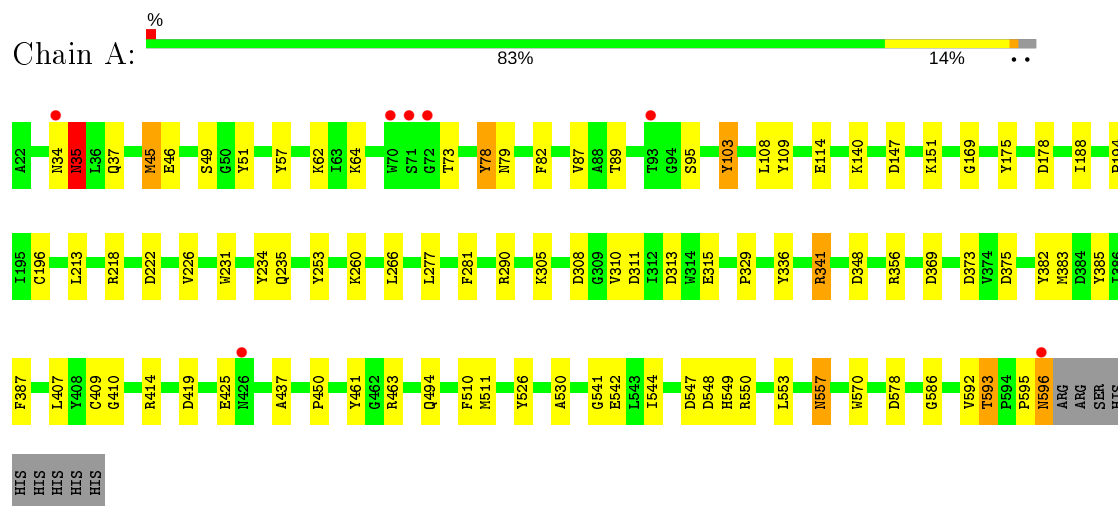 %
Chain A:
83% 14% • •
A22 N34 N35 L36 Q37 M45 E46 S49 G50 Y51 Y57 K62 I63 K64 W70 S71 G72 T73 Y78 N79 F82 V87 A88 T89 T93 G94 S95 Y103 L108 Y109 E114 K140 D147 K151 G169 Y175 D178 I188
I195 C196 L213 R218 D222 V226 W231 Y234 Q235 Y253 K260 L266 L277 F281 R290 K305 D308 G309 V310 D311 I312 D313 W314 E315 P329 Y336 R341 D348 R356 D369 D373 V374 D375 Y382 M383 D384 Y385 I386
F387 L407 Y408 C409 G410 R414 D419 E425 N426 A437 P450 Y461 G462 R463 Q494 F510 M511 Y526 A530 G541 E542 L543 I544 D547 D548 H549 R550 L553 N557 W570 D578 G586 V592 T593 P594 P595 N596 ARG ARG SER HIS
HIS HIS HIS HIS HIS